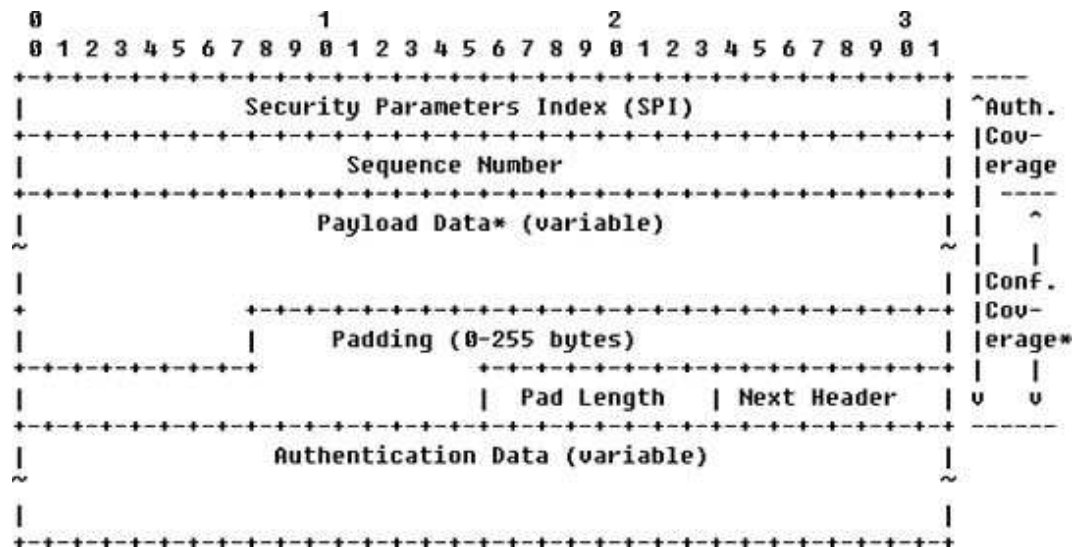 0 1 2 3
0 1 2 3 4 5 6 7 8 9 0 1 2 3 4 5 6 7 8 9 0 1 2 3 4 5 6 7 8 9 0 1
Security Parameters Index (SPI) ^Auth.
|Cov-
Sequence Number |erage
Payload Data* (variable) ^
|Conf.
|Cov-
Padding (0-255 bytes) |erage*
| Pad Length | Next Header | v v
Authentication Data (variable)